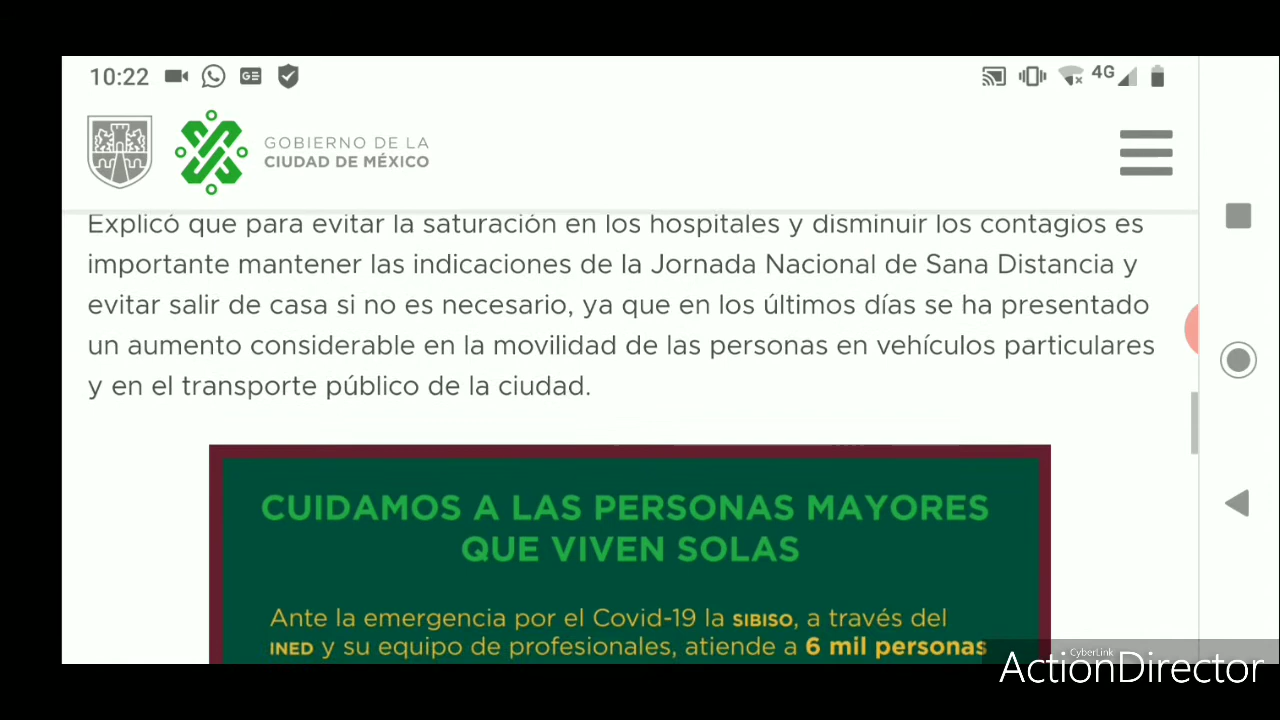 10:22
GE
4G
GOBIERNO DE LA
CIUDAD DE MÉXICO
Explicó que para evitar la saturación en los hospitales y disminuir los contagios es
importante mantener las indicaciones de la Jornada Nacional de Sana Distancia y
evitar salir de casa si no es necesario, ya que en los últimos días se ha presentado
un aumento considerable en la movilidad de las personas en vehículos particulares
y en el transporte público de la ciudad.
CUIDAMOS A LAS PERSONAS MAYORES
QUE VIVEN SOLAS
Ante la emergencia por el Covid-19 la SIBISO, a través del
INED y su equipo de profesionales, atiende a 6 mil personas
CyberLink
ActionDirector